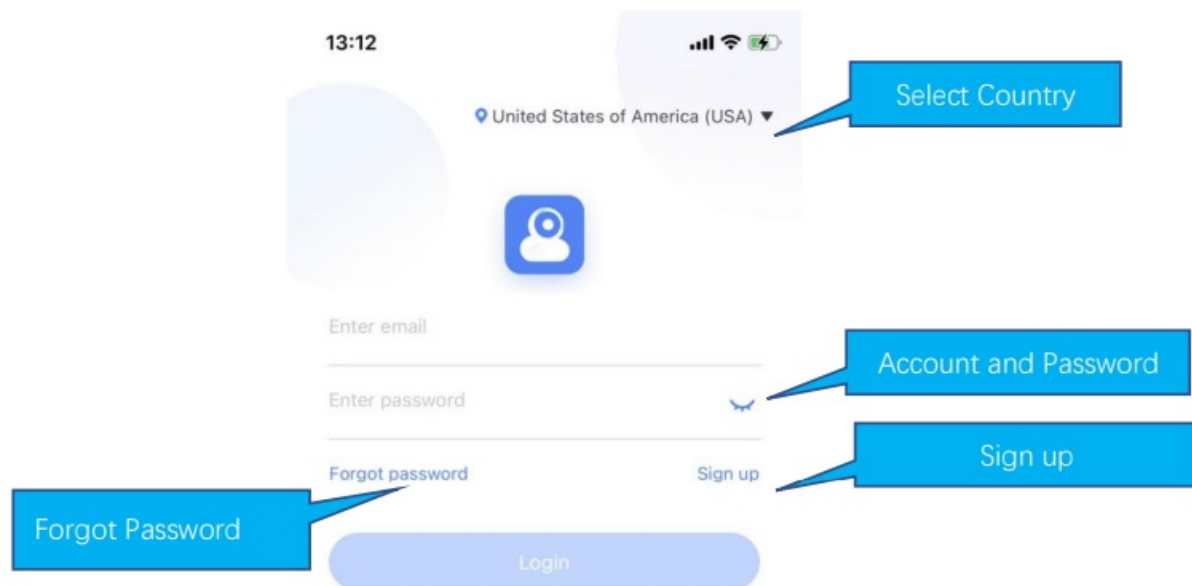 13:12
Select Country
United States of America (USA)
Enter email
Account and Password
Enter password
Sign up
Forgot password
Sign up
Forgot Password
Login